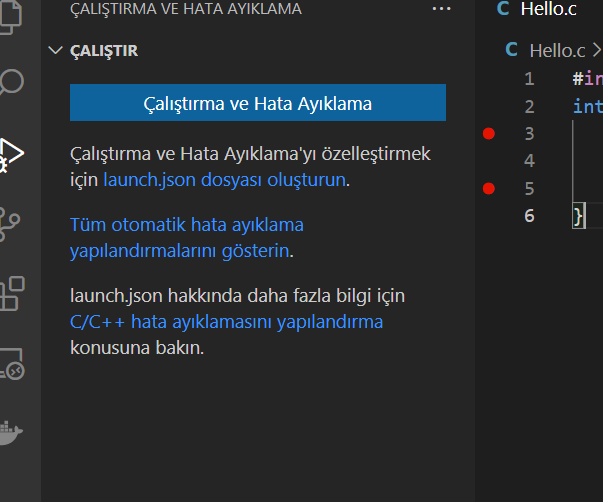 ÇALIŞTIRMA VE HATA AYIKLAMA ...
ÇALIŞTIR
Çalıştırma ve Hata Ayıklama
Çalıştırma ve Hata Ayıklama'yı özelleştirmek
için launch.json dosyası oluşturun.
Tüm otomatik hata ayıklama
yapılandırmalarını gösterin.
launch.json hakkında daha fazla bilgi için
C/C++ hata ayıklamasını yapılandırma
konusuna bakın.
C Hello.c
C Hello.c >
1 #in
2 int
3
4
5
6 }